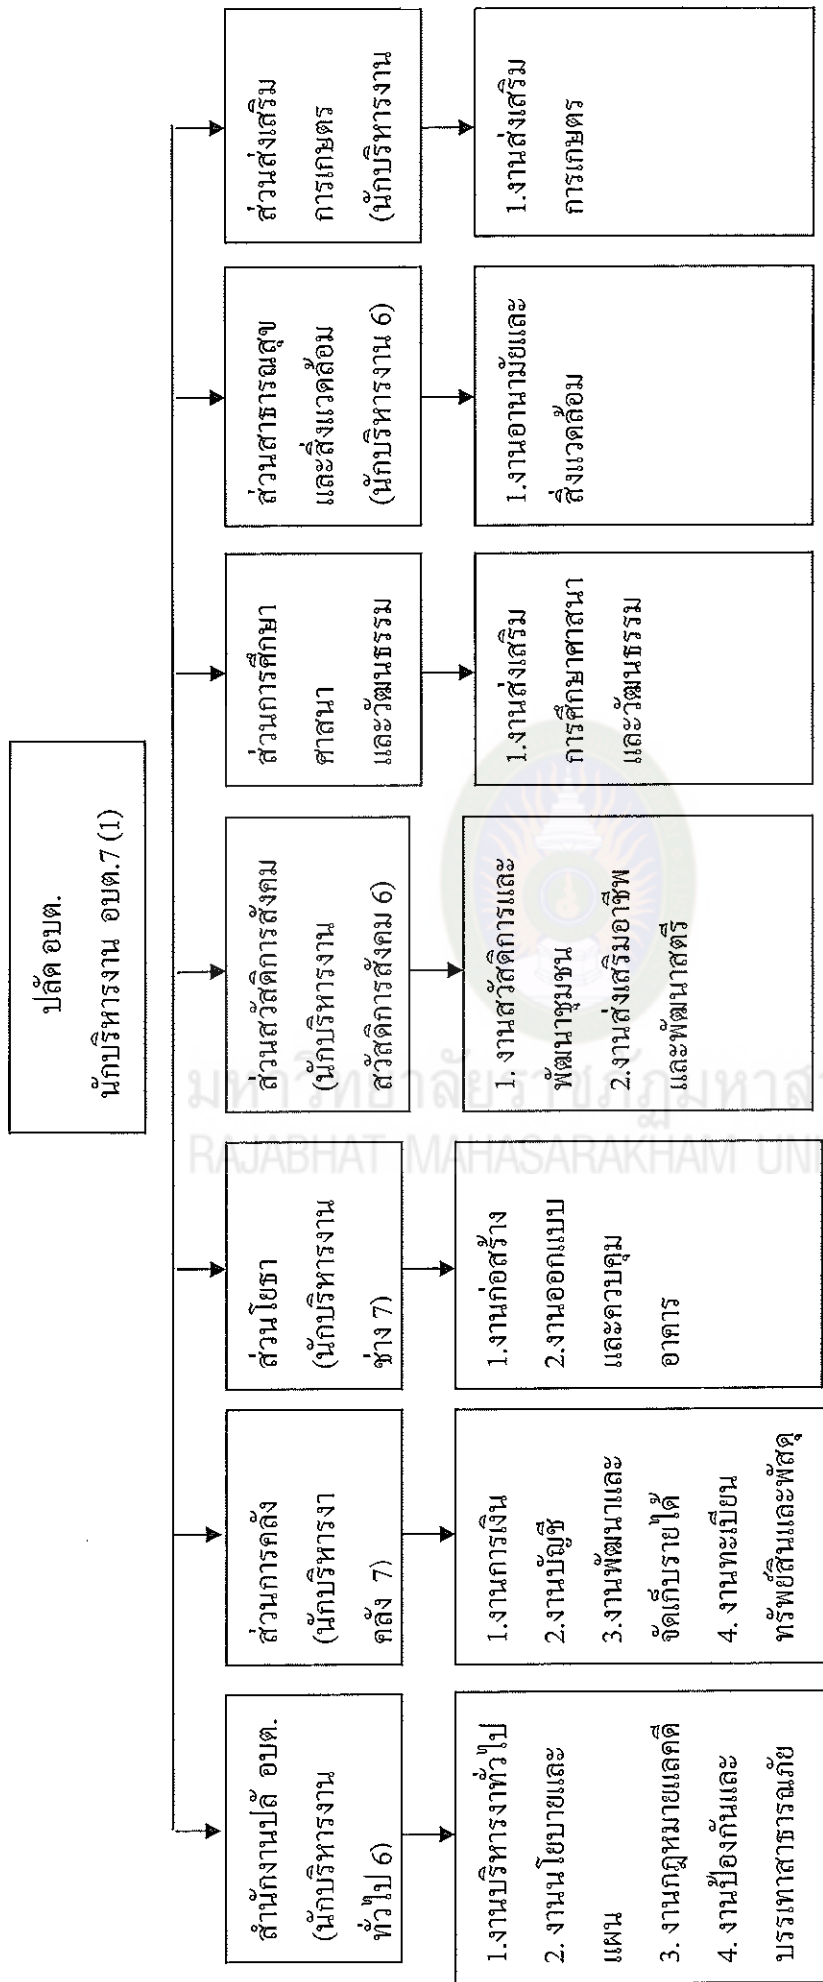 ปลัด อบต.
นักบริหารงาน อบต.7 (1)
สำนักงานปลั อบต.
(นักบริหารงาน
ทั่วไป 6)
ส่วนการคลัง
(นักบริหารงา
คลัง 7)
ส่วนโยธา
(นักบริหารงาน
ช่าง 7)
ส่วนสวัสดิการสังคม
(นักบริหารงาน
สวัสดิการสังคม 6)
ส่วนการศึกษา
ศาสนา
และวัฒนธรรม
ส่วนสาธารณสุข
และสิ่งแวดล้อม
(นักบริหารงาน 6)
ส่วนส่งเสริม
การเกษตร
(นักบริหารงาน
1.งานบริหารงาทั่วไป
2. งานนโยบายและ
แผน
3. งานกฎหมายแลคดี
4. งานป้องกันและ
บรรเทาสาธารณภัย
1.งานการเงิน
2.งานบัญชี
3.งานพัฒนาและ
จัดเก็บรายได้
4. งานทะเบียน
ทรัพย์สินและพัสดุ
1.งานก่อสร้าง
2.งานออกแบบ
และควบคุม
อาคาร
1. งานสวัสดิการและ
พัฒนาชุมชน
2.งานส่งเสริมอาชีพ
และพัฒนาสตรี
1.งานส่งเสริม
การศึกษาศาสนา
และวัฒนธรรม
1.งานอนามัยและ
สิ่งแวดล้อม
1.งานส่งเสริม
การเกษตร
มหาวิทยาลัยราชภัฏมหาส
RAJABHAT MAHASARAKHAM UNI